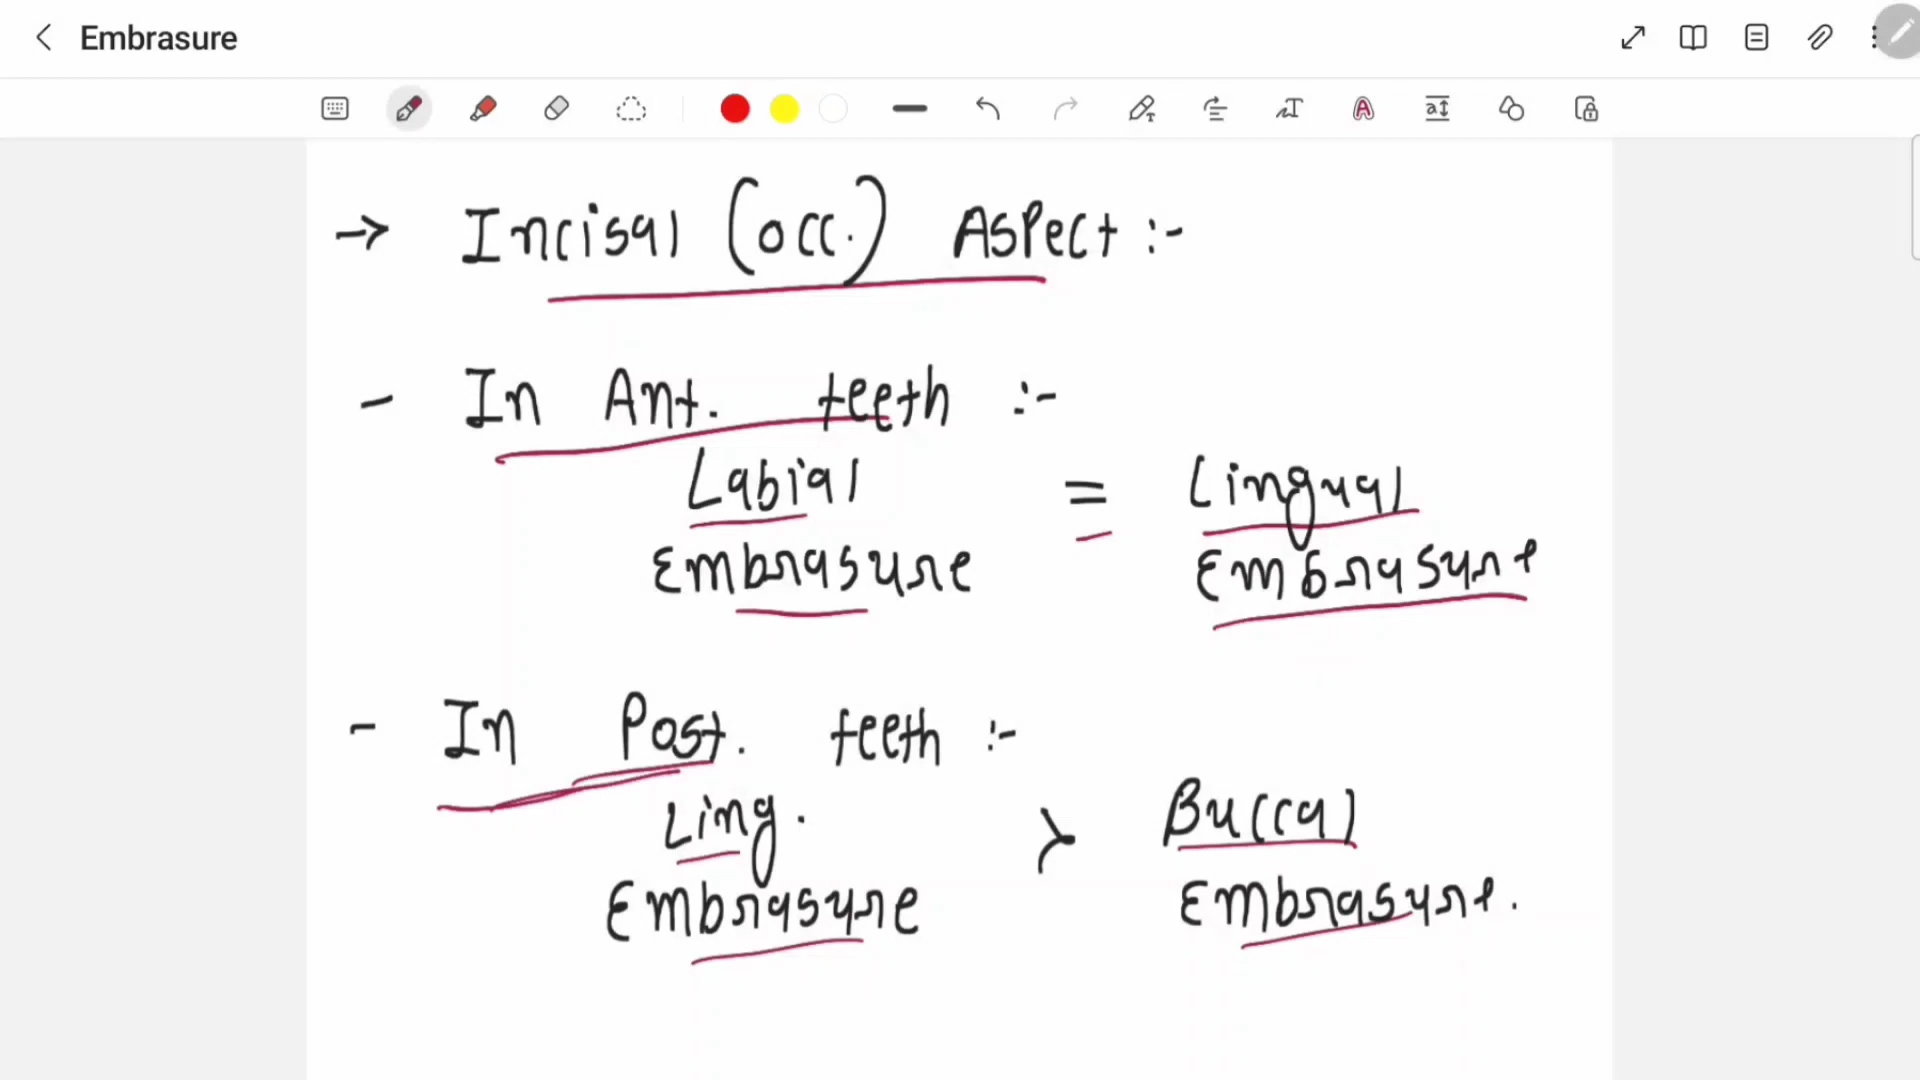 Embrasure
→ Incisal (occ.) Aspect :-
- In Ant. teeth :-
Labial = Lingual
Embrasure Embrasure
- In Post. teeth :-
Ling. > Buccal
Embrasure Embrasure.